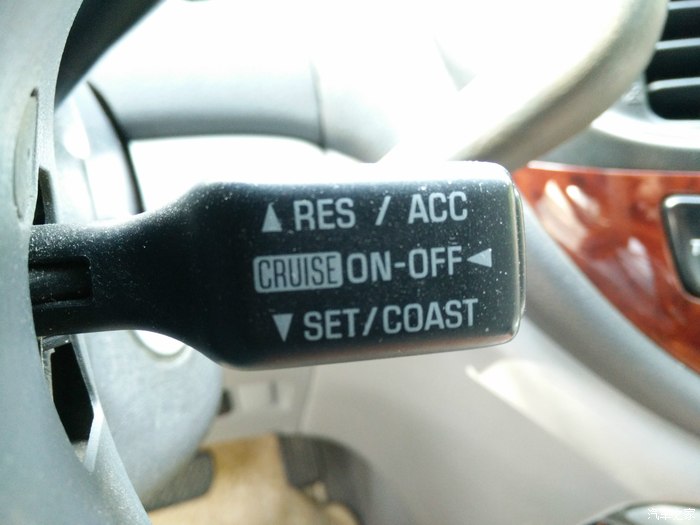 ▲ RES / ACC
CRUISE ON-OFF ◄
▼ SET/COAST